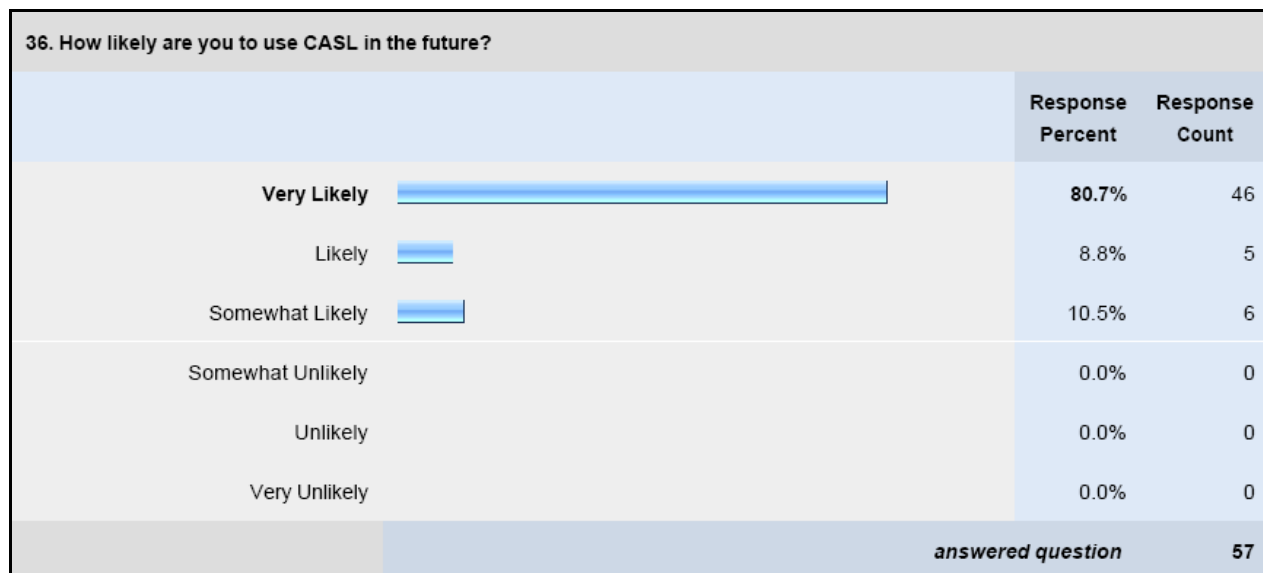 36. How likely are you to use CASL in the future?
Response Percent Response Count
Very Likely 80.7% 46
Likely 8.8% 5
Somewhat Likely 10.5% 6
Somewhat Unlikely 0.0% 0
Unlikely 0.0% 0
Very Unlikely 0.0% 0
answered question 57